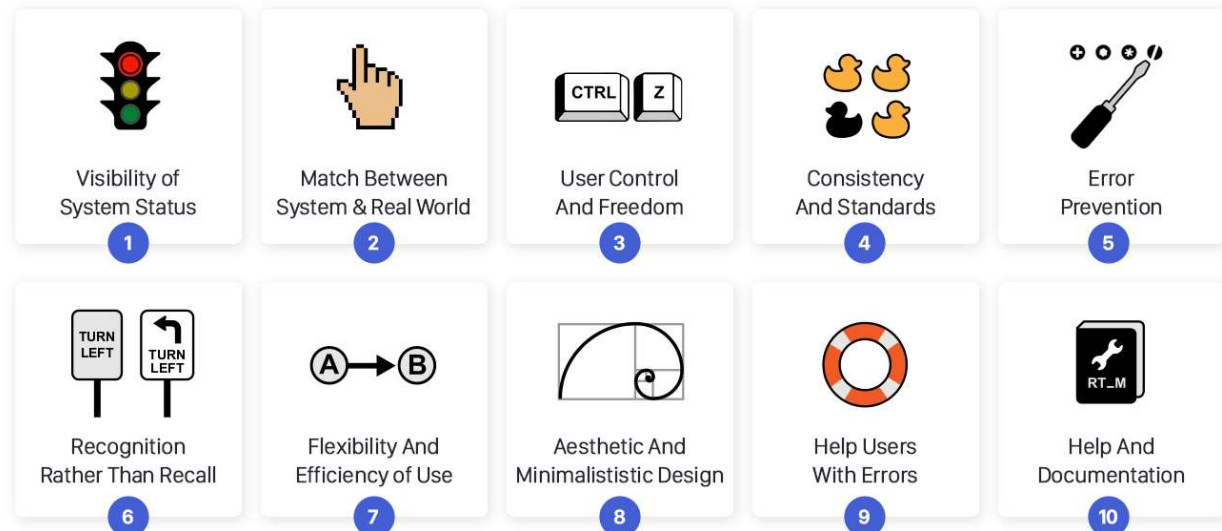 CTRL Z
Visibility of
System Status
1
Match Between
System & Real World
2
User Control
And Freedom
3
Consistency
And Standards
4
Error
Prevention
5
TURN
LEFT
TURN
LEFT
Recognition
Rather Than Recall
6
A B
Flexibility And
Efficiency of Use
7
Aesthetic And
Minimalististic Design
8
Help Users
With Errors
9
RT_M
Help And
Documentation
10